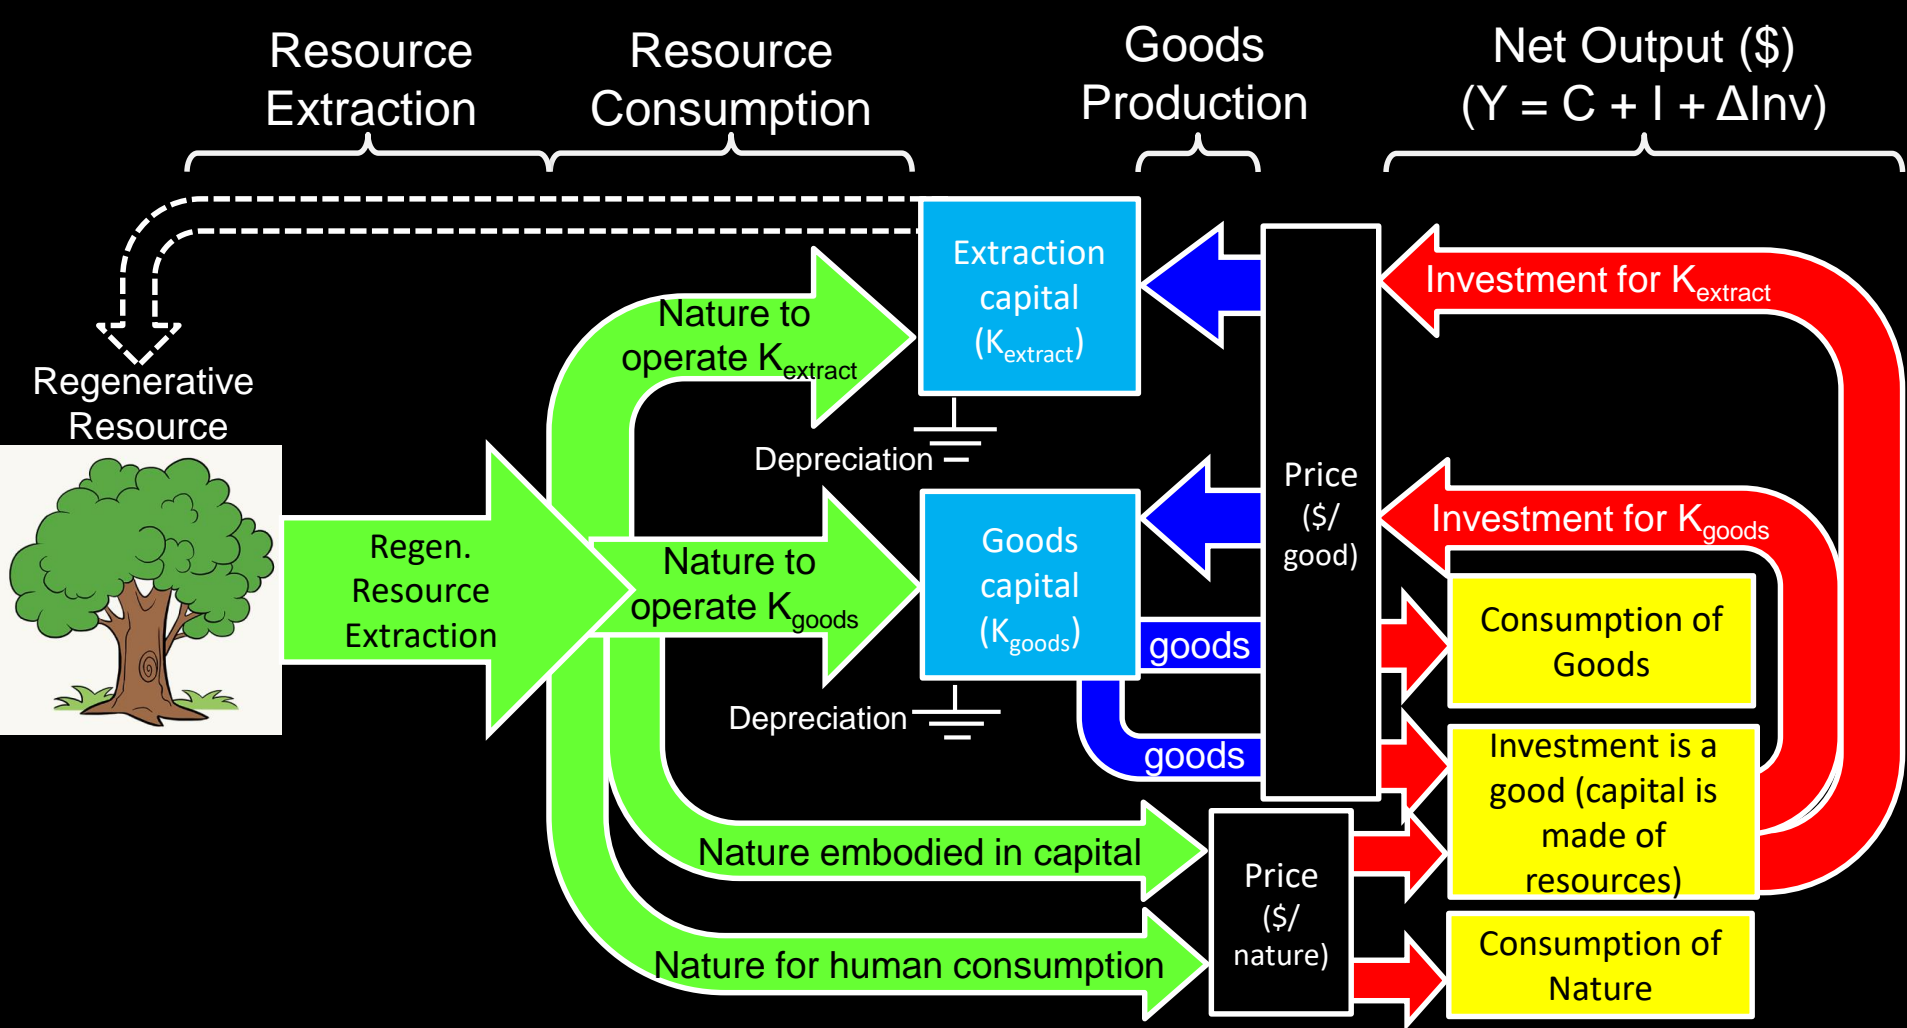 Resource
Extraction
Resource
Consumption
Goods
Production
Net Output ($)
(Y = C + I + ΔInv)
Regenerative
Resource
Regen.
Resource
Extraction
Nature to
operate Kextract
Extraction
capital
(Kextract)
Depreciation
Nature to
operate Kgoods
Goods
capital
(Kgoods)
Depreciation
goods
goods
Price
($/
good)
Investment for Kextract
Investment for Kgoods
Consumption of
Goods
Investment is a
good (capital is
made of
resources)
Nature embodied in capital
Nature for human consumption
Price
($/
nature)
Consumption of
Nature